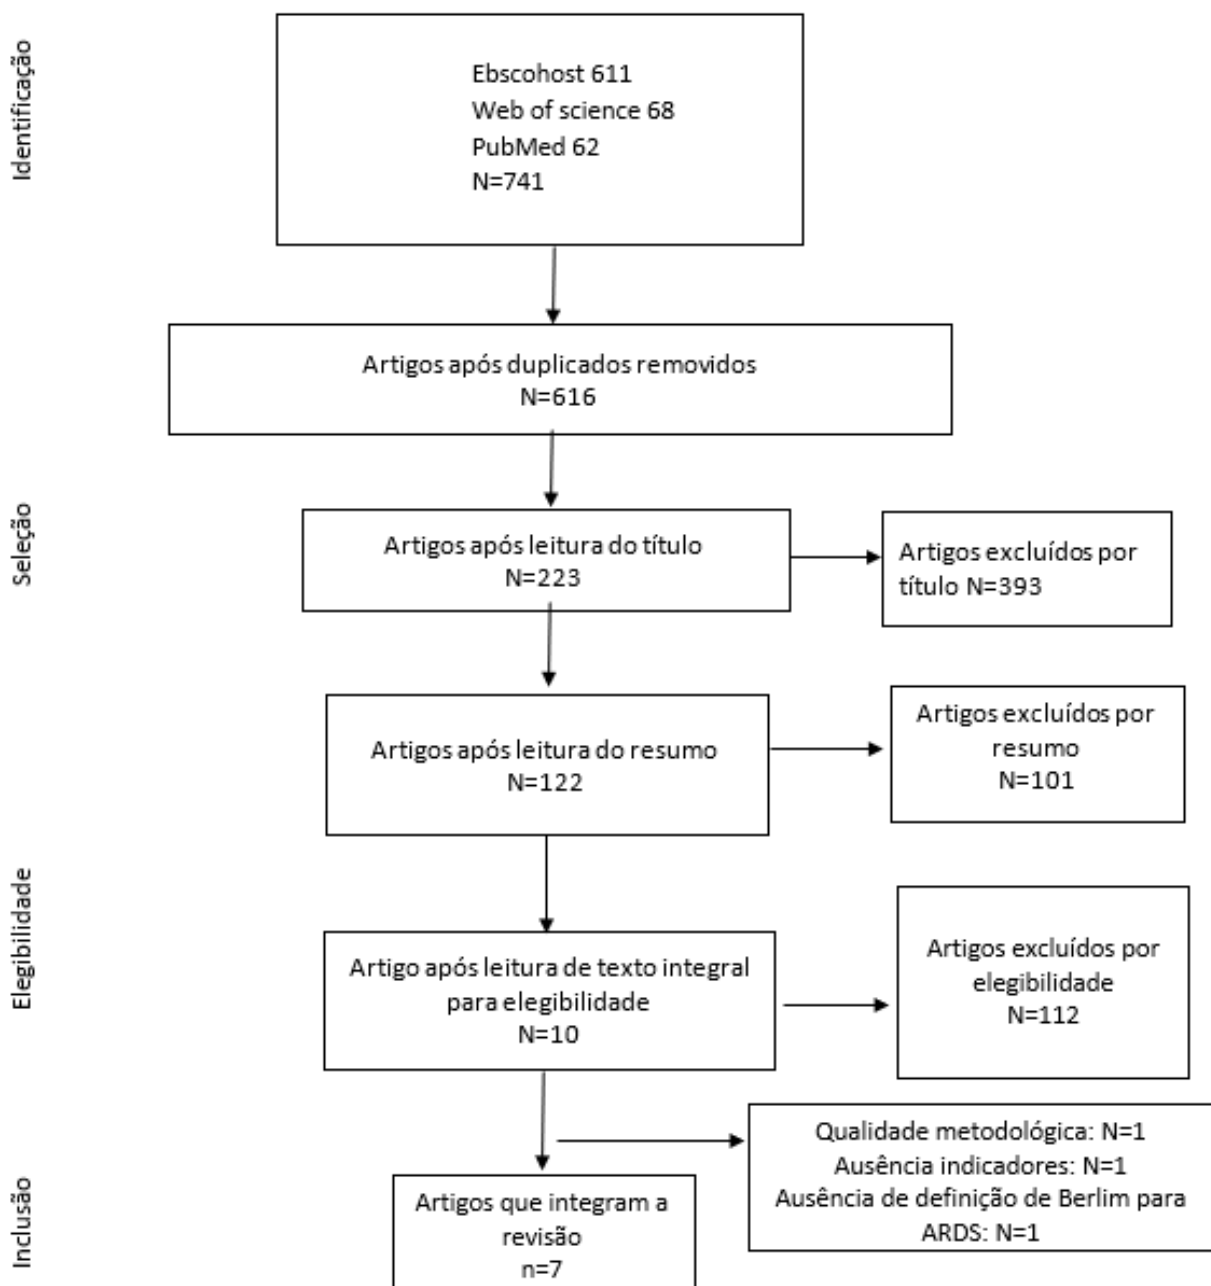 Identificação
Ebscohost 611
Web of science 68
PubMed 62
N=741
Artigos após duplicados removidos
N=616
Seleção
Artigos após leitura do título
N=223
Artigos excluídos por
título N=393
Artigos após leitura do resumo
N=122
Artigos excluídos por
resumo
N=101
Elegibilidade
Artigo após leitura de texto integral
para elegibilidade
N=10
Artigos excluídos por
elegibilidade
N=112
Qualidade metodológica: N=1
Ausência indicadores: N=1
Ausência de definição de Berlim para
ARDS: N=1
Inclusão
Artigos que integram a
revisão
n=7